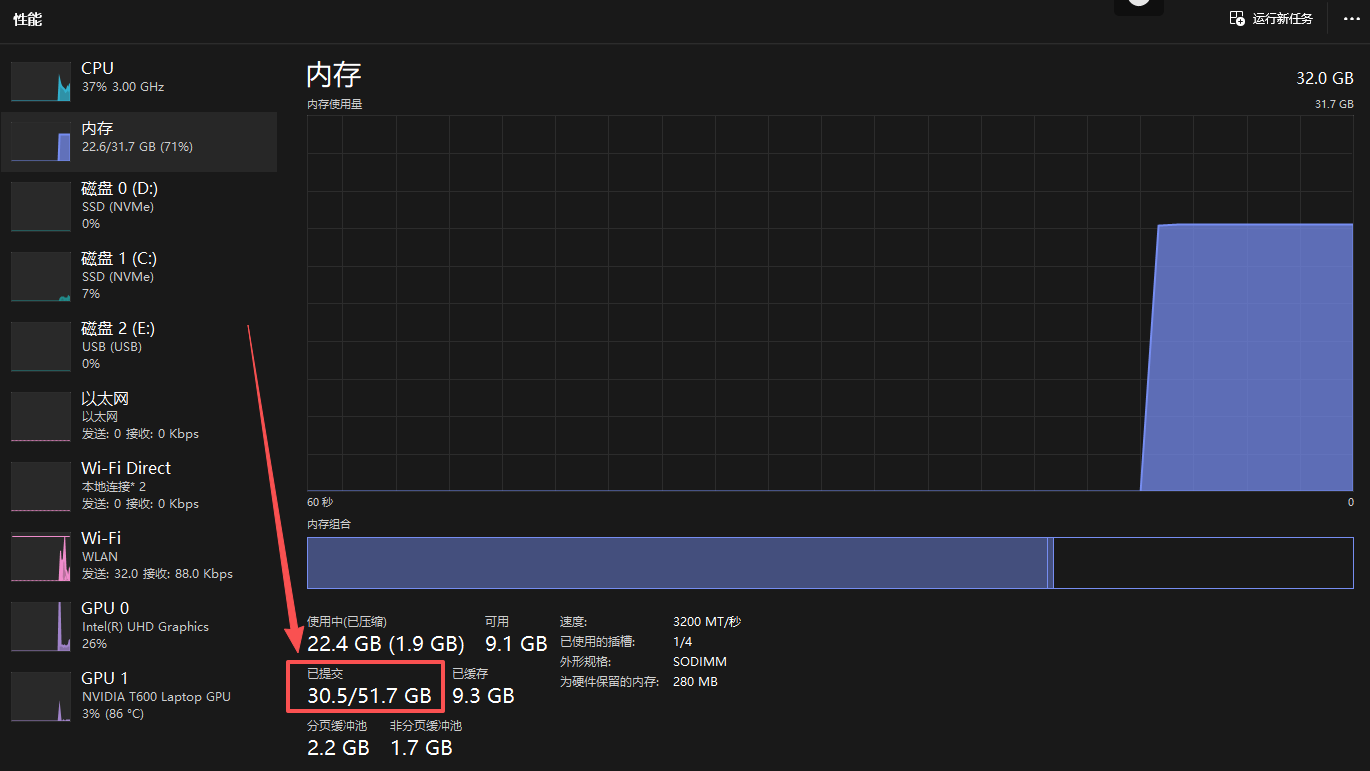 性能
运行新任务
CPU
37% 3.00 GHz
内存
22.6/31.7 GB (71%)
磁盘 0 (D:)
SSD (NVMe)
0%
磁盘 1 (C:)
SSD (NVMe)
7%
磁盘 2 (E:)
USB (USB)
0%
以太网
以太网
发送: 0 接收: 0 Kbps
Wi-Fi Direct
本地连接* 2
发送: 0 接收: 0 Kbps
Wi-Fi
WLAN
发送: 32.0 接收: 88.0 Kbps
GPU 0
Intel(R) UHD Graphics
26%
GPU 1
NVIDIA T600 Laptop GPU
3% (86 °C)
内存
32.0 GB
内存使用量
31.7 GB
60 秒
0
内存组合
使用中(已压缩)
22.4 GB (1.9 GB)
可用
9.1 GB
已提交
30.5/51.7 GB
已缓存
9.3 GB
分页缓冲池
2.2 GB
非分页缓冲池
1.7 GB
速度:
3200 MT/秒
已使用的插槽:
1/4
外形规格:
SODIMM
为硬件保留的内存:
280 MB